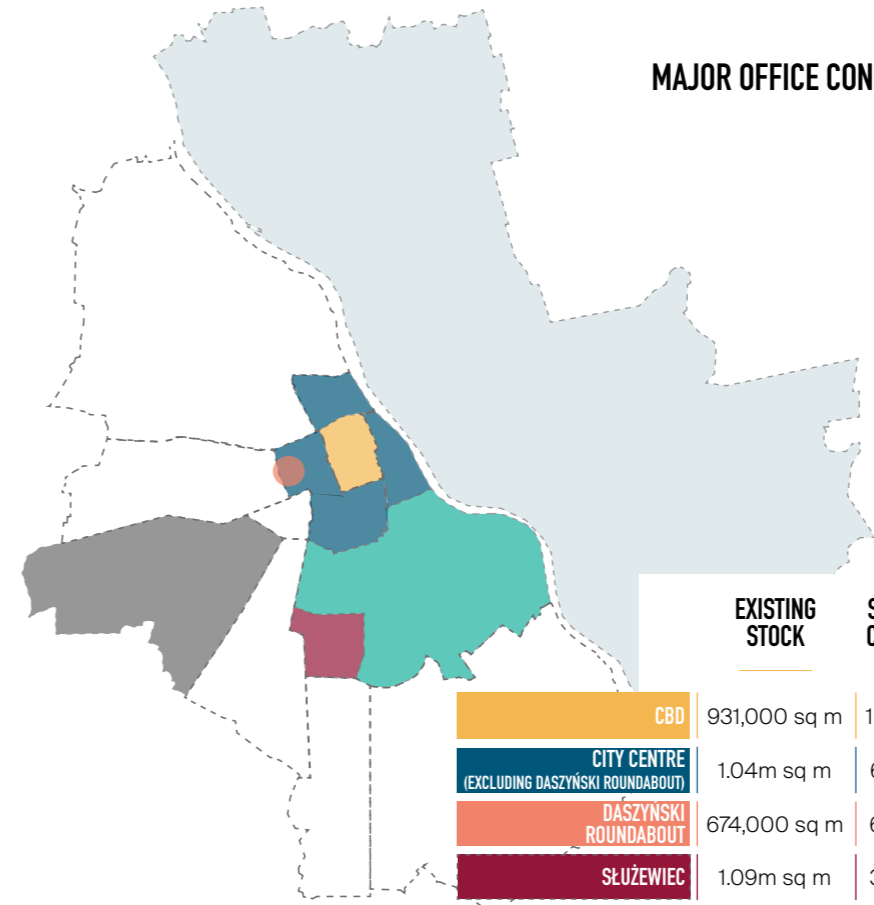 MAJOR OFFICE CON
EXISTING
STOCK
CBD 931,000 sq m
CITY CENTRE
(EXCLUDING DASZYŃSKI ROUNDABOUT)
1.04m sq m
DASZYŃSKI
ROUNDABOUT
674,000 sq m
SŁUŻEWIEC 1.09m sq m